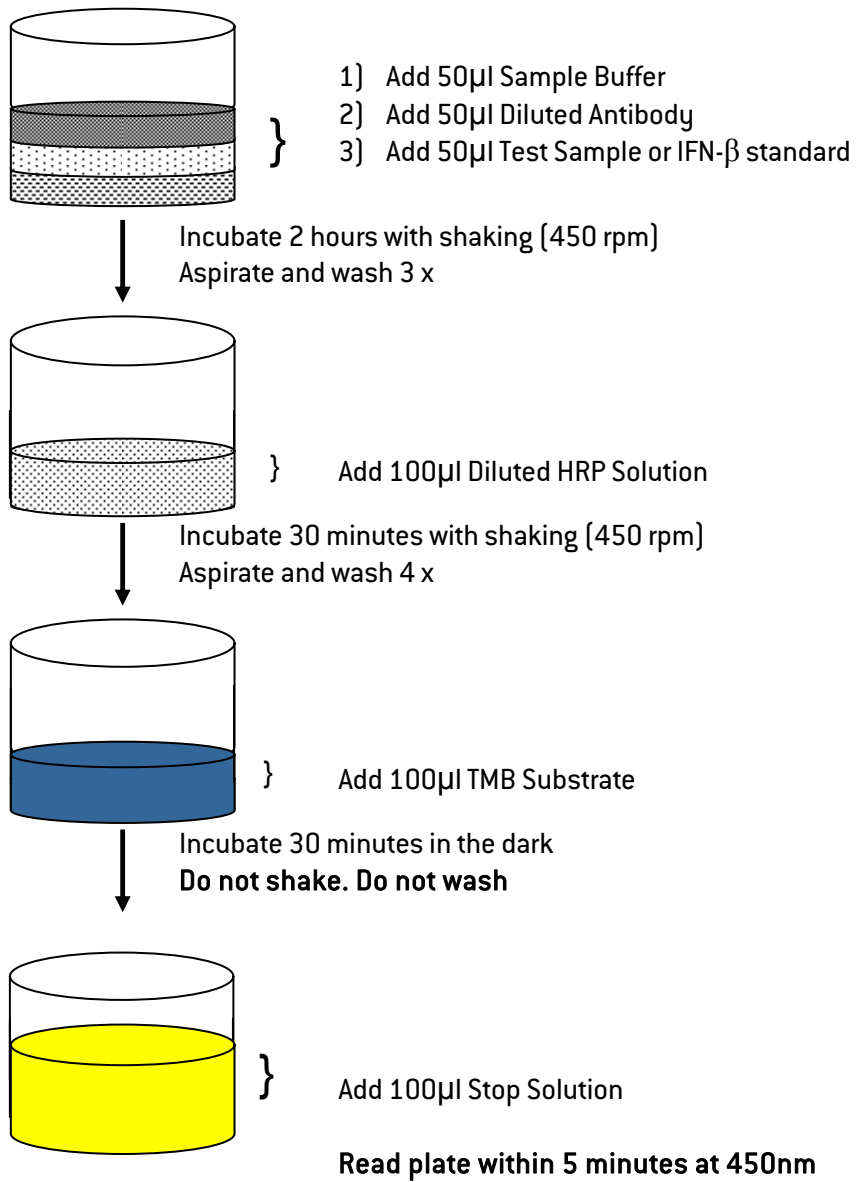 1) Add 50µl Sample Buffer
2) Add 50µl Diluted Antibody
} 3) Add 50µl Test Sample or IFN-β standard
Incubate 2 hours with shaking (450 rpm)
Aspirate and wash 3 x
} Add 100µl Diluted HRP Solution
Incubate 30 minutes with shaking (450 rpm)
Aspirate and wash 4 x
} Add 100µl TMB Substrate
Incubate 30 minutes in the dark
Do not shake. Do not wash
} Add 100µl Stop Solution
Read plate within 5 minutes at 450nm